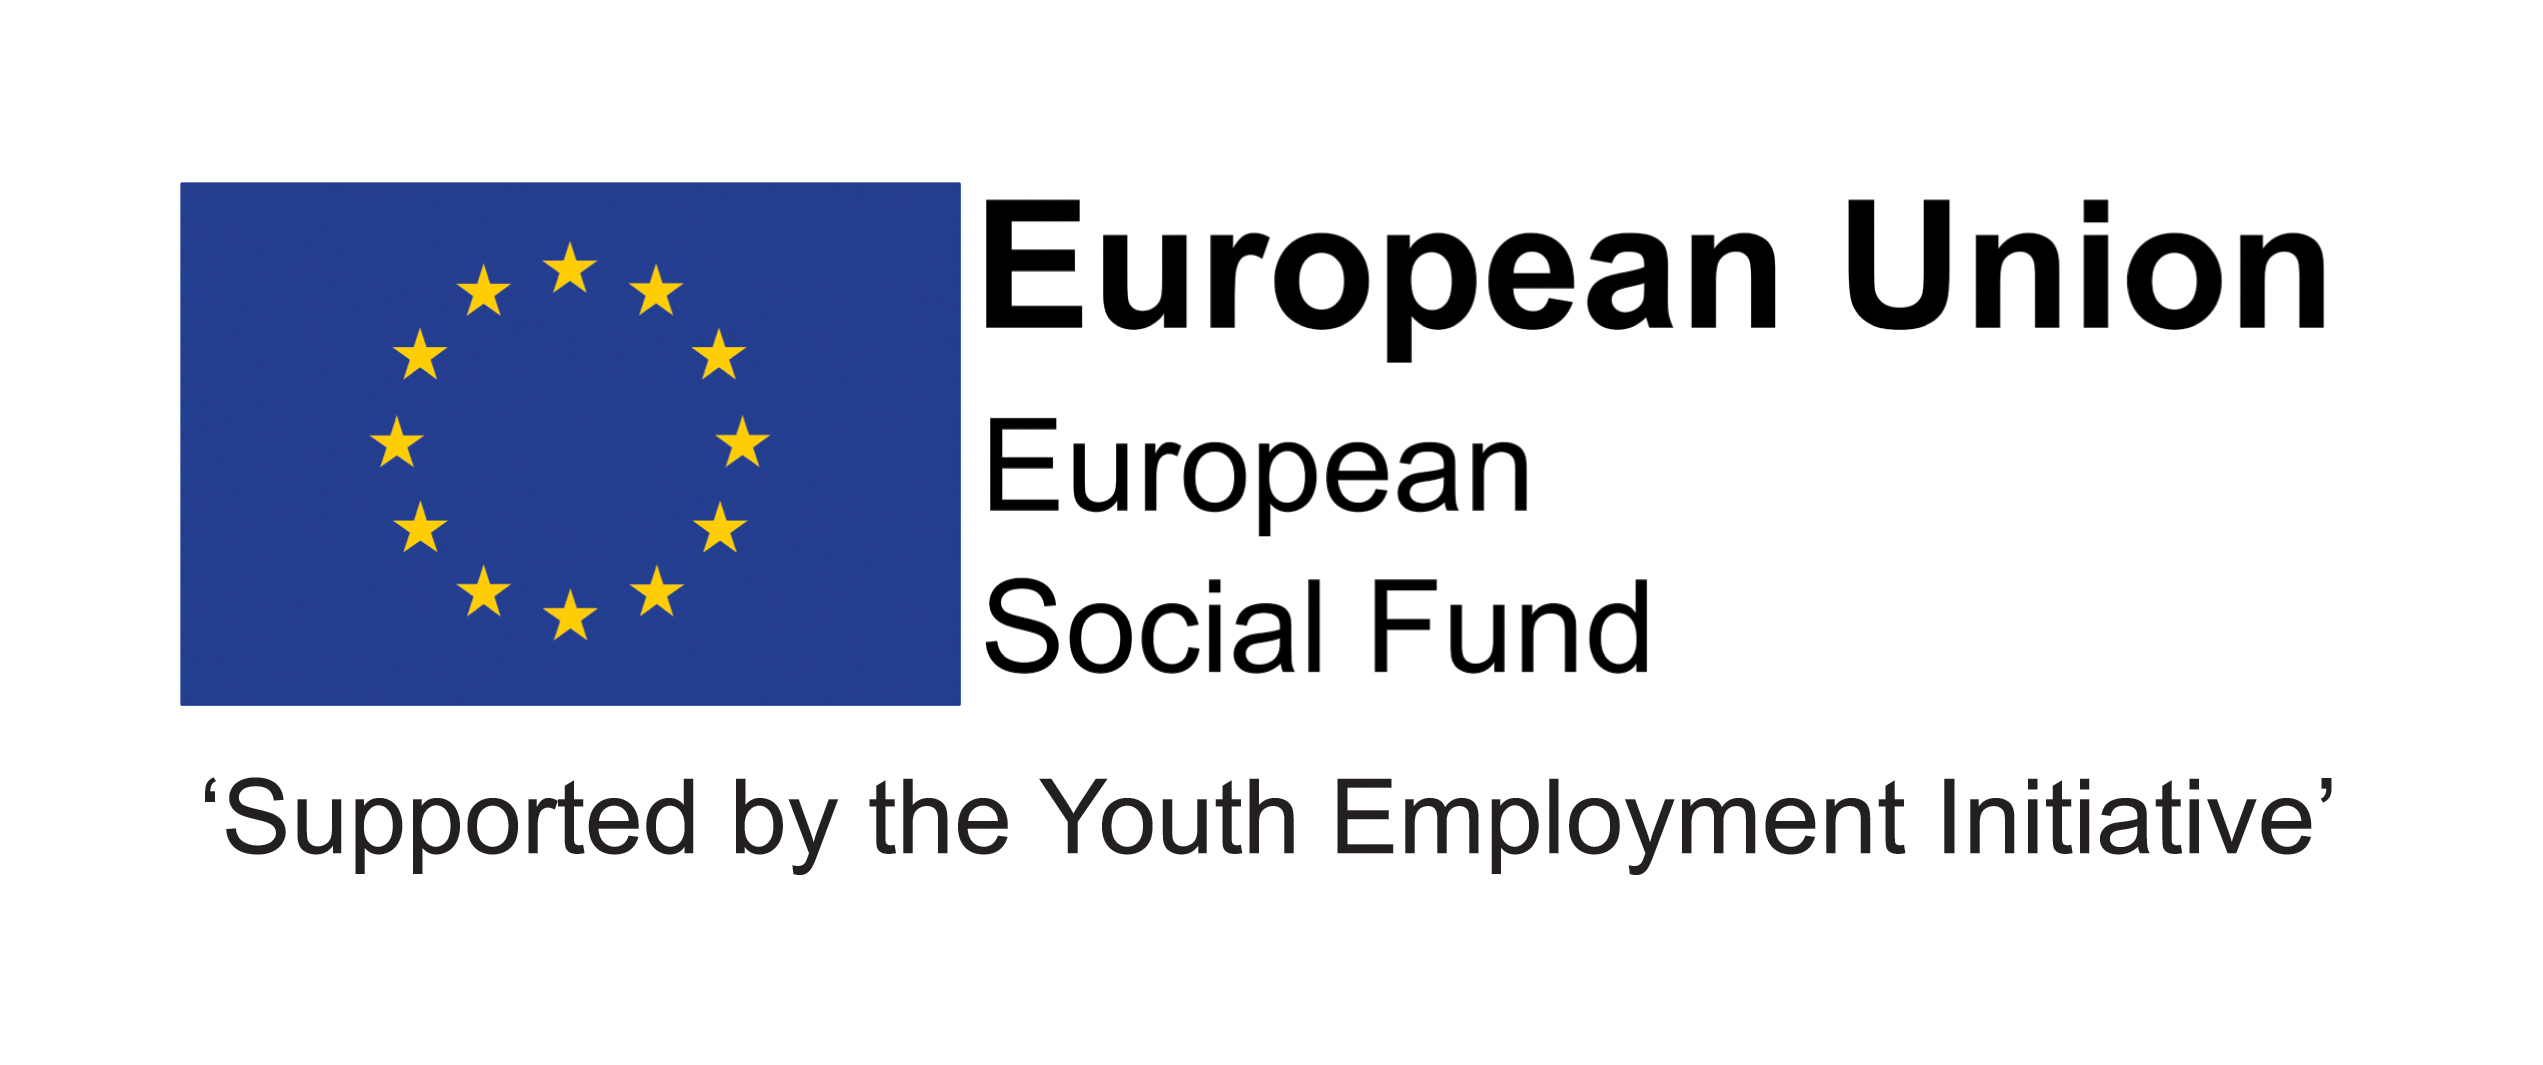 European Union
European
Social Fund
‘Supported by the Youth Employment Initiative’